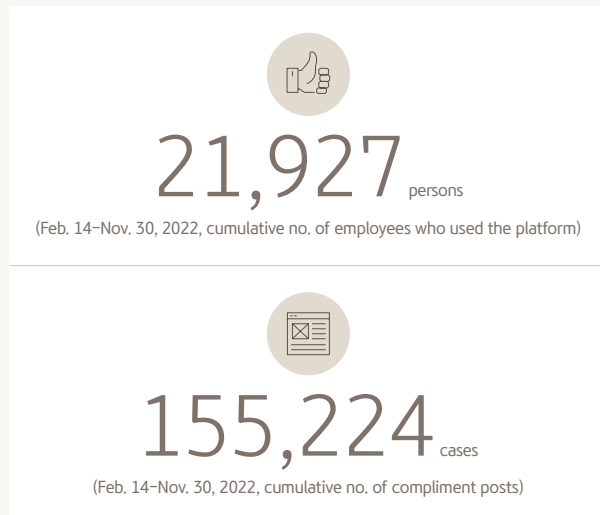 21,927 persons
(Feb. 14–Nov. 30, 2022, cumulative no. of employees who used the platform)
155,224 cases
(Feb. 14–Nov. 30, 2022, cumulative no. of compliment posts)